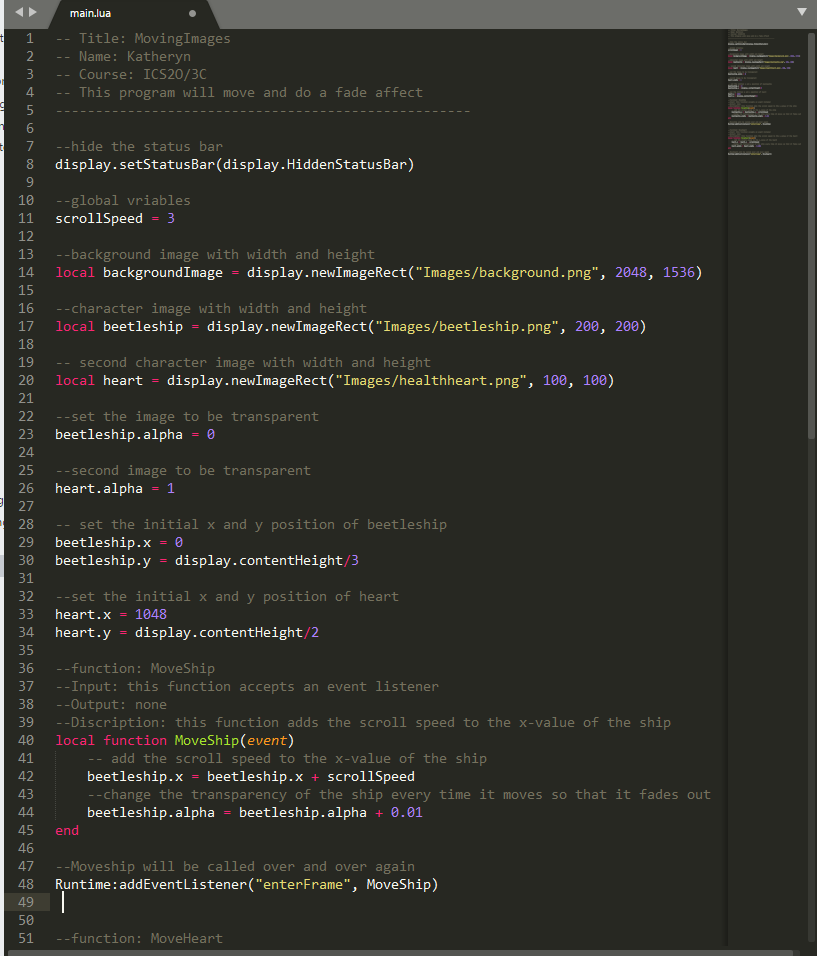 main.lua
1 -- Title: MovingImages
2 -- Name: Katheryn
3 -- Course: ICS2O/3C
4 -- This program will move and do a fade affect
5 ----------------------------------------------------
6
7 --hide the status bar
8 display.setStatusBar(display.HiddenStatusBar)
9
10 --global vriables
11 scrollSpeed = 3
12
13 --background image with width and height
14 local backgroundImage = display.newImageRect("Images/background.png", 2048, 1536)
15
16 --character image with width and height
17 local beetleship = display.newImageRect("Images/beetleship.png", 200, 200)
18
19 -- second character image with width and height
20 local heart = display.newImageRect("Images/healthheart.png", 100, 100)
21
22 --set the image to be transparent
23 beetleship.alpha = 0
24
25 --second image to be transparent
26 heart.alpha = 1
27
28 -- set the initial x and y position of beetleship
29 beetleship.x = 0
30 beetleship.y = display.contentHeight/3
31
32 --set the initial x and y position of heart
33 heart.x = 1048
34 heart.y = display.contentHeight/2
35
36 --function: MoveShip
37 --Input: this function accepts an event listener
38 --Output: none
39 --Discription: this function adds the scroll speed to the x-value of the ship
40 local function MoveShip(event)
41 -- add the scroll speed to the x-value of the ship
42 beetleship.x = beetleship.x + scrollSpeed
43 --change the transparency of the ship every time it moves so that it fades out
44 beetleship.alpha = beetleship.alpha + 0.01
45 end
46
47 --Moveship will be called over and over again
48 Runtime:addEventListener("enterFrame", MoveShip)
49
50
51 --function: MoveHeart